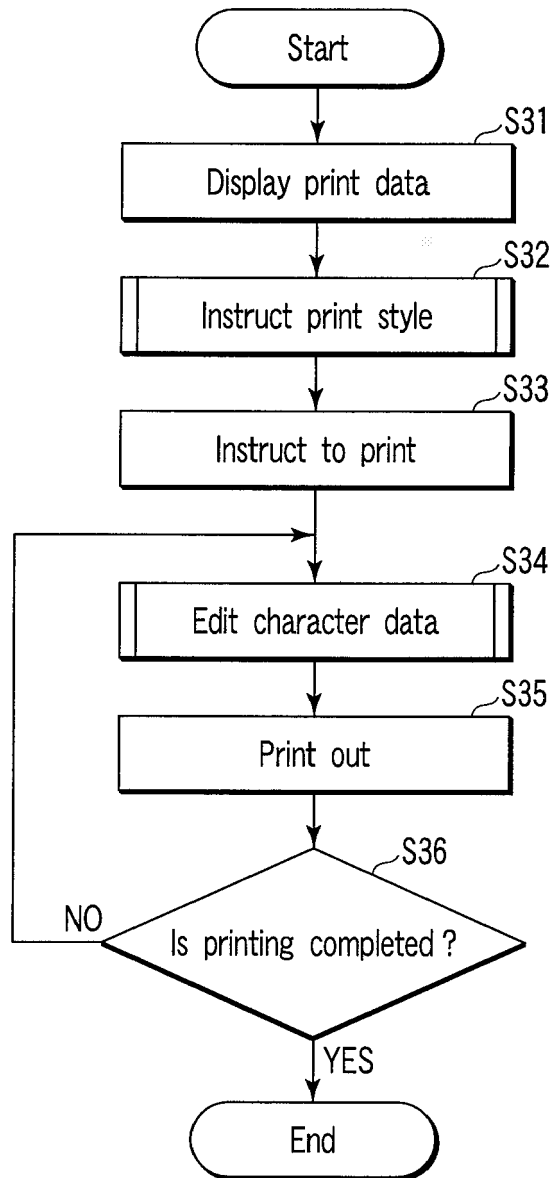 Start
S31
Display print data
S32
Instruct print style
S33
Instruct to print
S34
Edit character data
S35
Print out
S36
Is printing completed ?
NO
YES
End